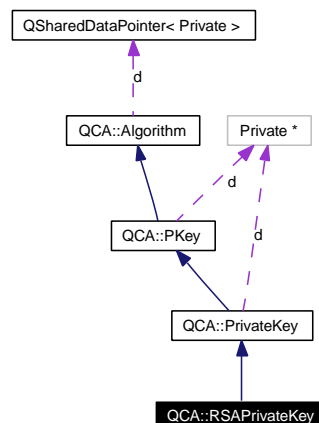 QSharedDataPointer< Private >
d
QCA::Algorithm
Private *
d
QCA::PKey
d
QCA::PrivateKey
QCA::RSAPrivateKey